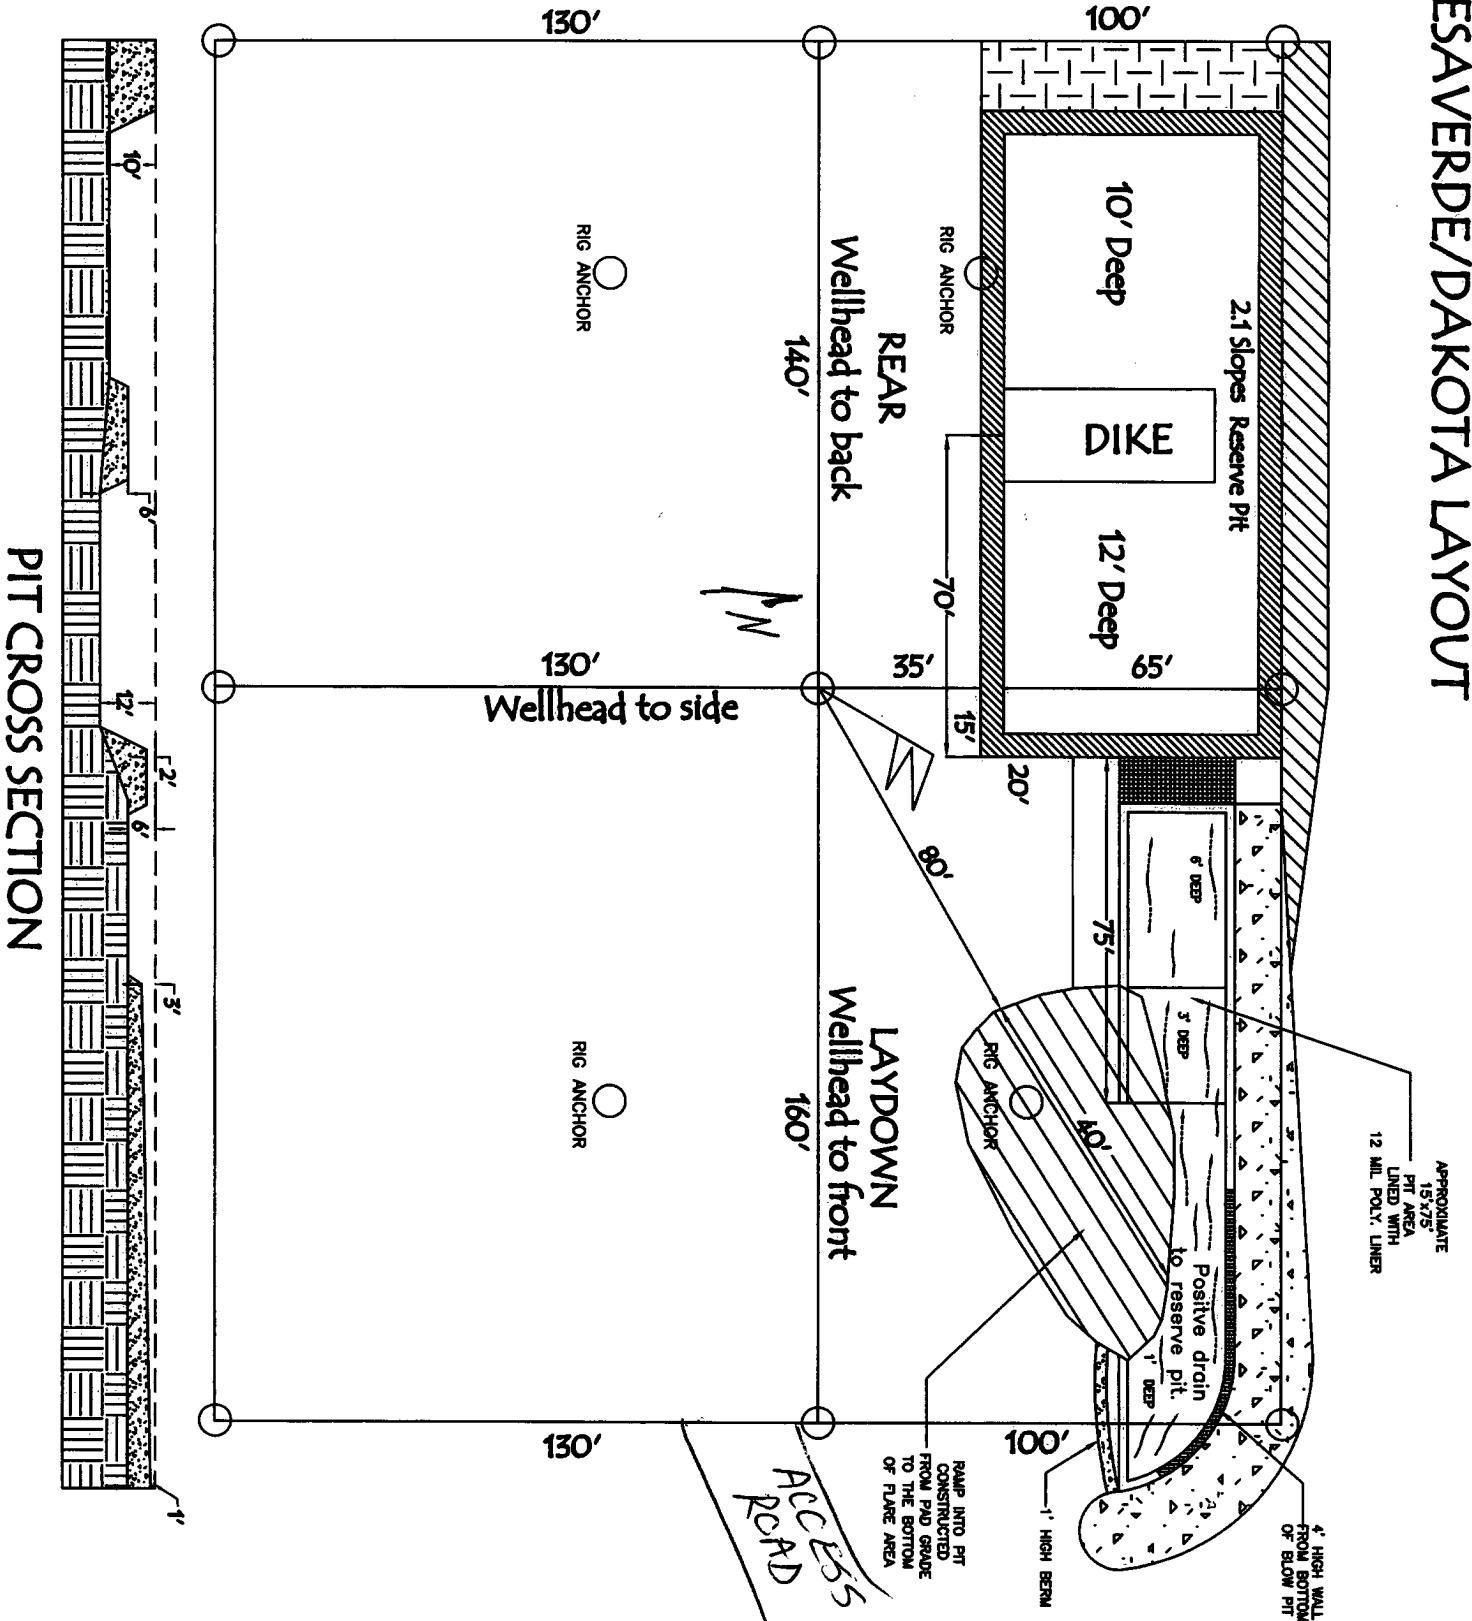 ESAVERDE/DAKOTA LAYOUT
130'
100'
10' Deep
2.1 Slopes Reserve Pit
DIKE
12' Deep
RIG ANCHOR
RIG ANCHOR
REAR
Wellhead to back
140'
70'
N
130'
35'
65'
Wellhead to side
15'
20'
80'
75'
6' DEEP
3' DEEP
APPROXIMATE
15'x75'
PIT AREA
LINED WITH
12 MIL POLY. LINER
LAYDOWN
Wellhead to front
160'
RIG ANCHOR
RIG ANCHOR
40'
Positve drain
to reserve pit.
1' DEEP
130'
100'
4' HIGH WALL
FROM BOTTOM
OF BLOW PIT
1' HIGH BERM
RAMP INTO PIT
CONSTRUCTED
FROM PAD GRADE
TO THE BOTTOM
OF FLARE AREA
ACCESS
ROAD
10'
6'
12'
2'
6'
3'
1'
PIT CROSS SECTION